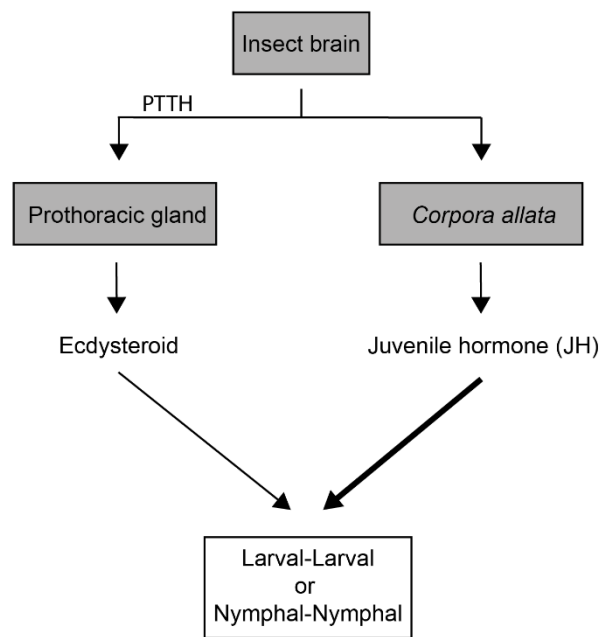 Insect brain
PTTH
Prothoracic gland
Corpora allata
Ecdysteroid
Juvenile hormone (JH)
Larval-Larval
or
Nymphal-Nymphal